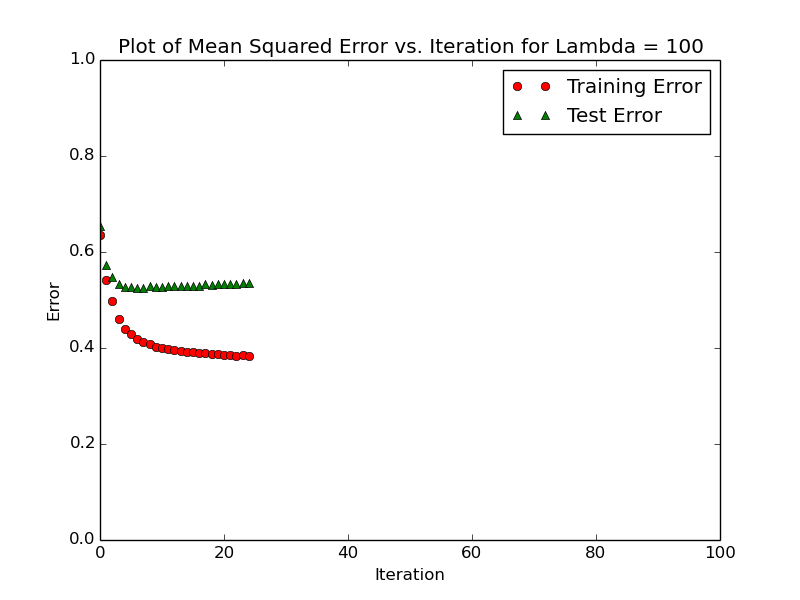 Plot of Mean Squared Error vs. Iteration for Lambda = 100
1.0
Training Error
Test Error
0.8
0.6
Error
0.4
0.2
0.0
0 20 40 60 80 100
Iteration